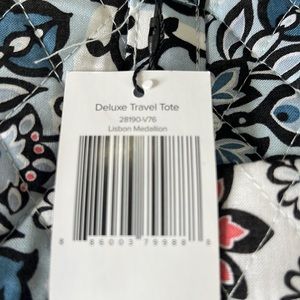 Deluxe Travel Tote
28190-V76
Lisbon Medallion
8 86003 79988 8